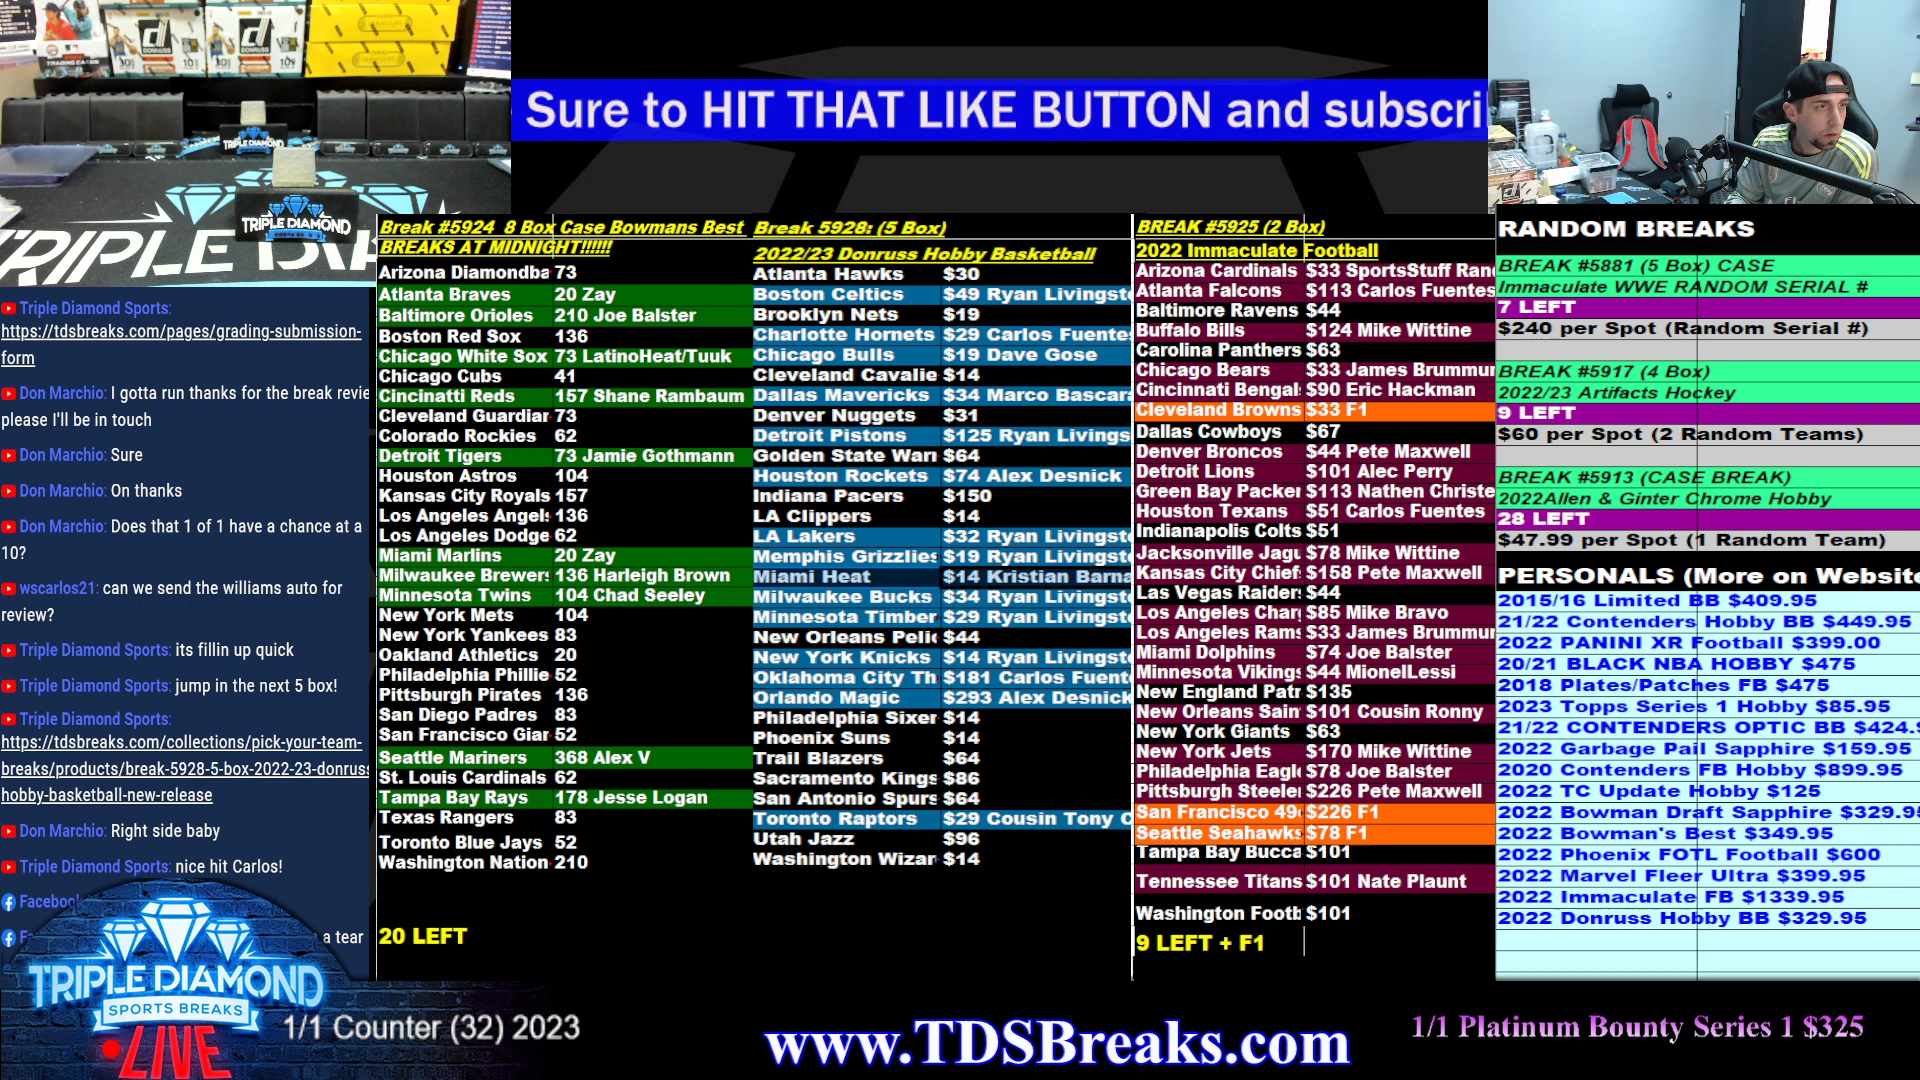 Sure to HIT THAT LIKE BUTTON and subscri
TRIPLE DIAMOND
TRIPLE DIAMOND
Triple Diamond Sports:
https://tdsbreaks.com/pages/grading-submission-
form
Don Marchio: I gotta run thanks for the break revie
please I'll be in touch
Don Marchio: Sure
Don Marchio: On thanks
Don Marchio: Does that 1 of 1 have a chance at a
10?
wscarlos21: can we send the williams auto for
review?
Triple Diamond Sports: its fillin up quick
Triple Diamond Sports: jump in the next 5 box!
Triple Diamond Sports:
https://tdsbreaks.com/collections/pick-your-team-
breaks/products/break-5928-5-box-2022-23-donruss
hobby-basketball-new-release
Don Marchio: Right side baby
Triple Diamond Sports: nice hit Carlos!
a tear
TRIPLE DIAMOND
SPORTS BREAKS
LIVE
Break #5924 8 Box Case Bowmans Best
BREAKS AT MIDNIGHT!!!!!!
Arizona Diamondba 73
Atlanta Braves 20 Zay
Baltimore Orioles 210 Joe Balster
Boston Red Sox 136
Chicago White Sox 73 LatinoHeat/Tuuk
Chicago Cubs 41
Cincinatti Reds 157 Shane Rambaum
Cleveland Guardian 73
Colorado Rockies 62
Detroit Tigers 73 Jamie Gothmann
Houston Astros 104
Kansas City Royals 157
Los Angeles Angels 136
Los Angeles Dodge 62
Miami Marlins 20 Zay
Milwaukee Brewers 136 Harleigh Brown
Minnesota Twins 104 Chad Seeley
New York Mets 104
New York Yankees 83
Oakland Athletics 20
Philadelphia Phillie 52
Pittsburgh Pirates 136
San Diego Padres 83
San Francisco Gian 52
Seattle Mariners 368 Alex V
St. Louis Cardinals 62
Tampa Bay Rays 178 Jesse Logan
Texas Rangers 83
Toronto Blue Jays 52
Washington Nation 210
20 LEFT
Break 5928: (5 Box)
2022/23 Donruss Hobby Basketball
Atlanta Hawks $30
Boston Celtics $49 Ryan Livingst
Brooklyn Nets $19
Charlotte Hornets $29 Carlos Fuente
Chicago Bulls $19 Dave Gose
Cleveland Cavalie $14
Dallas Mavericks $34 Marco Bascar
Denver Nuggets $31
Detroit Pistons $125 Ryan Livings
Golden State Warr $64
Houston Rockets $74 Alex Desnick
Indiana Pacers $150
LA Clippers $14
LA Lakers $32 Ryan Livingst
Memphis Grizzlies $19 Ryan Livingst
Miami Heat $14 Kristian Barna
Milwaukee Bucks $34 Ryan Livingst
Minnesota Timber $29 Ryan Livingst
New Orleans Pelic $44
New York Knicks $14 Ryan Livingst
Oklahoma City Th $181 Carlos Fuent
Orlando Magic $293 Alex Desnick
Philadelphia Sixer $14
Phoenix Suns $14
Trail Blazers $64
Sacramento Kings $86
San Antonio Spurs $64
Toronto Raptors $29 Cousin Tony C
Utah Jazz $96
Washington Wizar $14
BREAK #5925 (2 Box)
2022 Immaculate Football
Arizona Cardinals $33 SportsStuff Ran
Atlanta Falcons $113 Carlos Fuentes
Baltimore Ravens $44
Buffalo Bills $124 Mike Wittine
Carolina Panthers $63
Chicago Bears $33 James Brummur
Cincinnati Bengal $90 Eric Hackman
Cleveland Browns $33 F1
Dallas Cowboys $67
Denver Broncos $44 Pete Maxwell
Detroit Lions $101 Alec Perry
Green Bay Packer $113 Nathen Christe
Houston Texans $51 Carlos Fuentes
Indianapolis Colts $51
Jacksonville Jagu $78 Mike Wittine
Kansas City Chief $158 Pete Maxwell
Las Vegas Raider $44
Los Angeles Char $85 Mike Bravo
Los Angeles Rams $33 James Brummur
Miami Dolphins $74 Joe Balster
Minnesota Vikings $44 MionelLessi
New England Patr $135
New Orleans Sain $101 Cousin Ronny
New York Giants $63
New York Jets $170 Mike Wittine
Philadelphia Eagl $78 Joe Balster
Pittsburgh Steele $226 Pete Maxwell
San Francisco 49 $226 F1
Seattle Seahawks $78 F1
Tampa Bay Bucca $101
Tennessee Titans $101 Nate Plaunt
Washington Footb $101
9 LEFT + F1
RANDOM BREAKS
BREAK #5881 (5 Box) CASE
Immaculate WWE RANDOM SERIAL #
7 LEFT
$240 per Spot (Random Serial #)
BREAK #5917 (4 Box)
2022/23 Artifacts Hockey
9 LEFT
$60 per Spot (2 Random Teams)
BREAK #5913 (CASE BREAK)
2022Allen & Ginter Chrome Hobby
28 LEFT
$47.99 per Spot (1 Random Team)
PERSONALS (More on Website
2015/16 Limited BB $409.95
21/22 Contenders Hobby BB $449.95
2022 PANINI XR Football $399.00
20/21 BLACK NBA HOBBY $475
2018 Plates/Patches FB $475
2023 Topps Series 1 Hobby $85.95
21/22 CONTENDERS OPTIC BB $424.
2022 Garbage Pail Sapphire $159.95
2020 Contenders FB Hobby $899.95
2022 TC Update Hobby $125
2022 Bowman Draft Sapphire $329.9
2022 Bowman's Best $349.95
2022 Phoenix FOTL Football $600
2022 Marvel Fleer Ultra $399.95
2022 Immaculate FB $1339.95
2022 Donruss Hobby BB $329.95
1/1 Counter (32) 2023
www.TDSBreaks.com
1/1 Platinum Bounty Series 1 $325